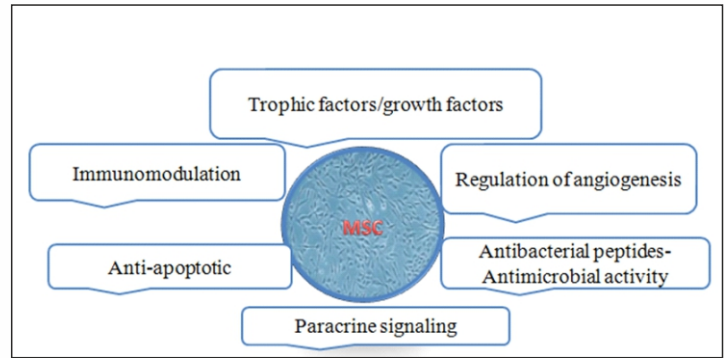 Trophic factors/growth factors
Immunomodulation
Regulation of angiogenesis
MSC
Anti-apoptotic
Antibacterial peptides-
Antimicrobial activity
Paracrine signaling